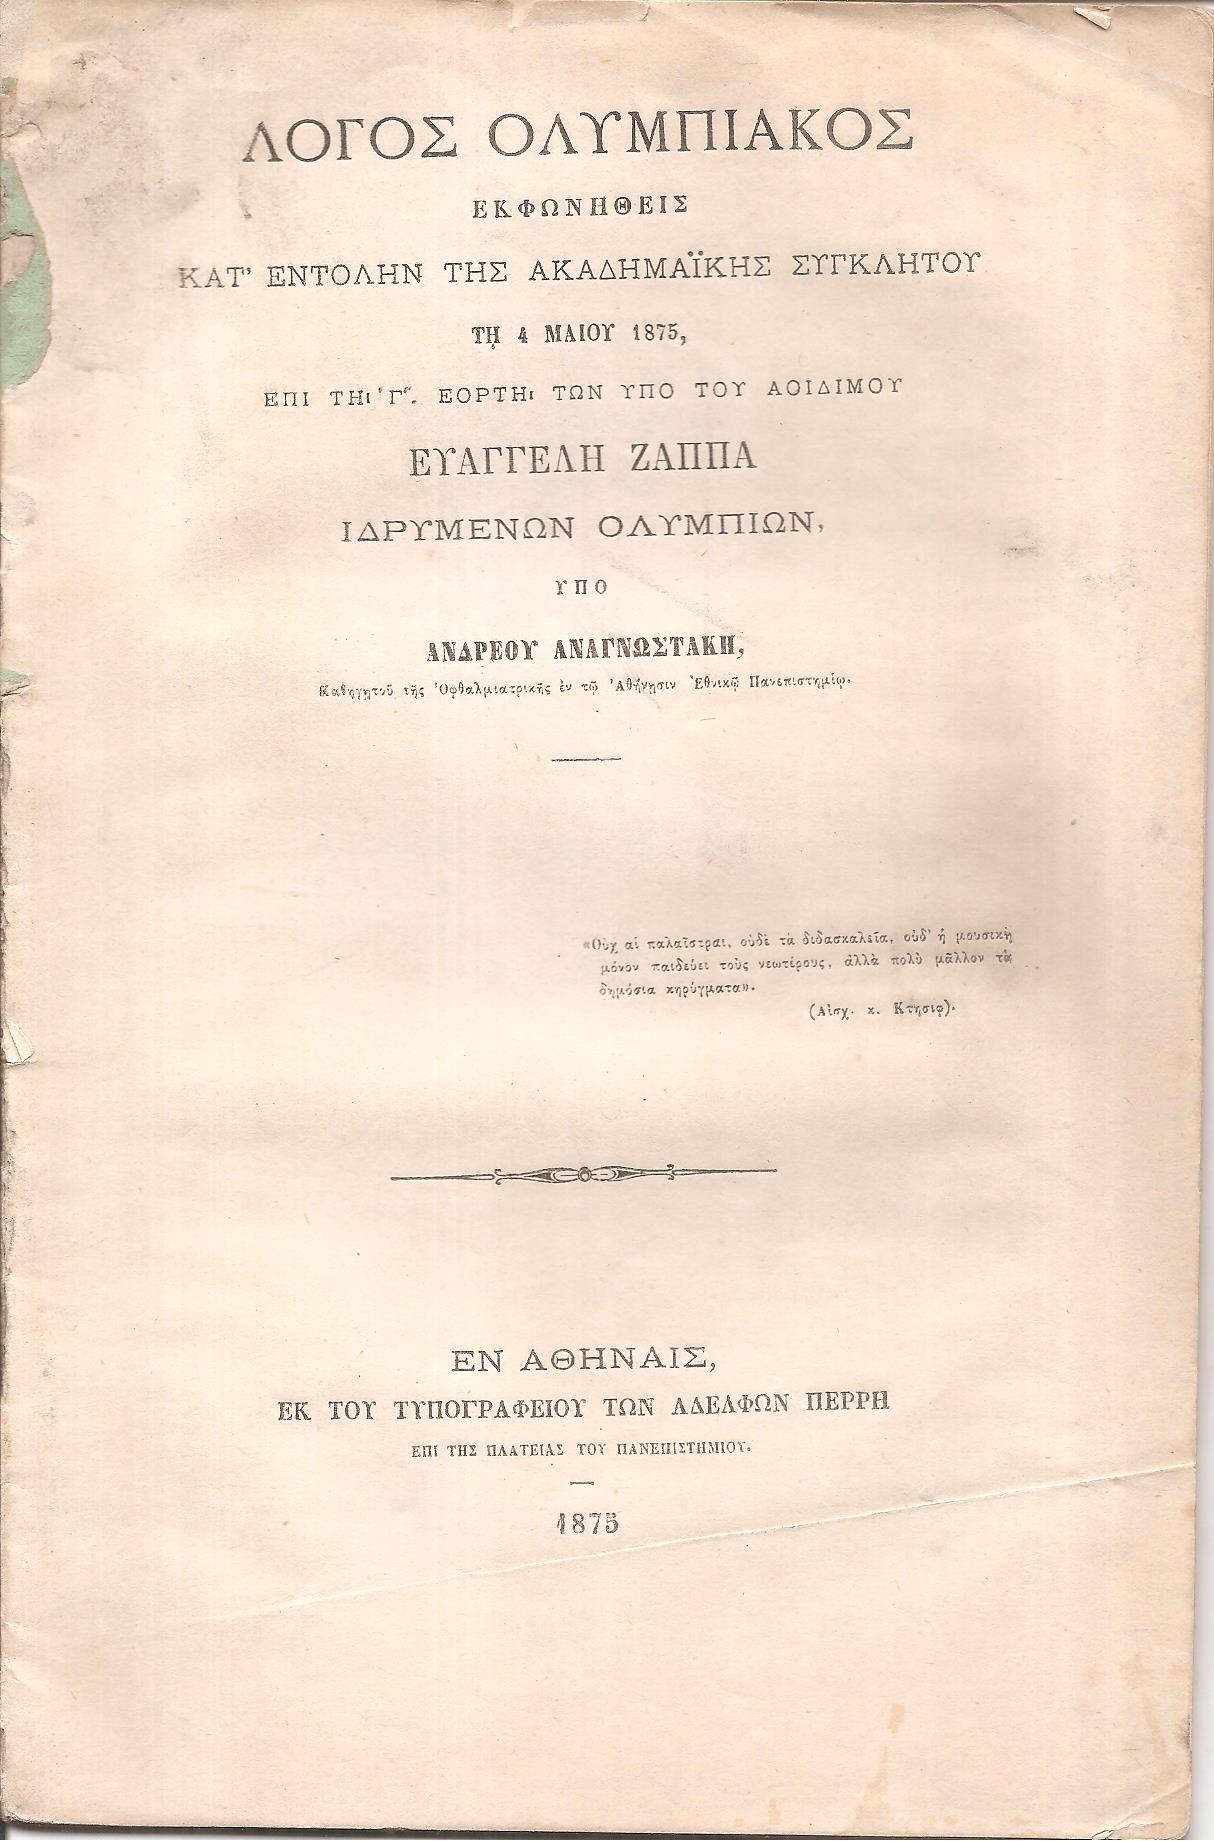 ΛΟΓΟΣ ΟΛΥΜΠΙΑΚΟΣ
ΕΚΦΩΝΗΘΕΙΣ
ΚΑΤ' ΕΝΤΟΛΗΝ ΤΗΣ ΑΚΑΔΗΜΑΪΚΗΣ ΣΥΓΚΛΗΤΟΥ
ΤΗ 4 ΜΑΙΟΥ 1875,
ΕΠΙ ΤΗι Γῃ. ΕΟΡΤΗι ΤΩΝ ΥΠΟ ΤΟΥ ΑΟΙΔΙΜΟΥ
ΕΥΑΓΓΕΛΗ ΖΑΠΠΑ
ΙΔΡΥΜΕΝΩΝ ΟΛΥΜΠΙΩΝ,
ΥΠΟ
ΑΝΔΡΕΟΥ ΑΝΑΓΝΩΣΤΑΚΗ,
Καθηγητοῦ τῆς Ὀφθαλμιατρικῆς ἐν τῷ Ἀθήνησιν Ἐθνικῷ Πανεπιστημίῳ.
«Οὐχ αἱ παλαῖστραι, οὐδὲ τὰ διδασκαλεῖα, οὐδ' ἡ μουσικὴ
μόνον παιδεύει τοὺς νεωτέρους, ἀλλὰ πολὺ μᾶλλον τὰ
δημόσια κηρύγματα».
(Αἰσχ. κ. Κτησιφ).
ΕΝ ΑΘΗΝΑΙΣ,
ΕΚ ΤΟΥ ΤΥΠΟΓΡΑΦΕΙΟΥ ΤΩΝ ΑΔΕΛΦΩΝ ΠΕΡΡΗ
ΕΠΙ ΤΗΣ ΠΛΑΤΕΙΑΣ ΤΟΥ ΠΑΝΕΠΙΣΤΗΜΙΟΥ.
1875